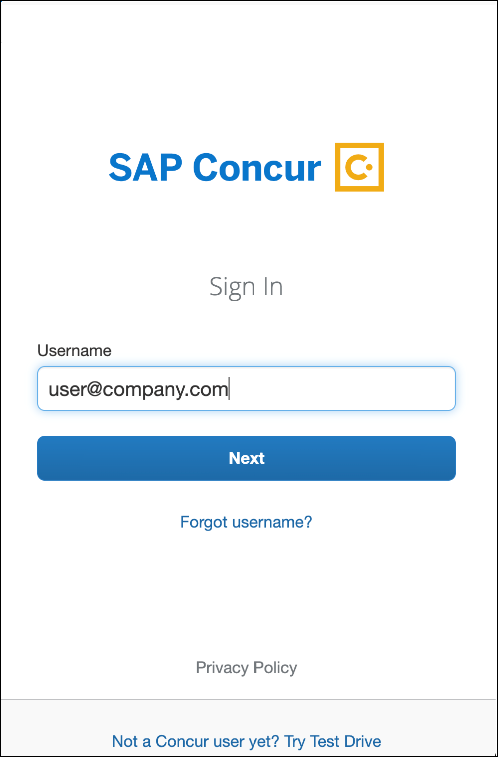 SAP Concur C
Sign In
Username
user@company.com
Next
Forgot username?
Privacy Policy
Not a Concur user yet? Try Test Drive